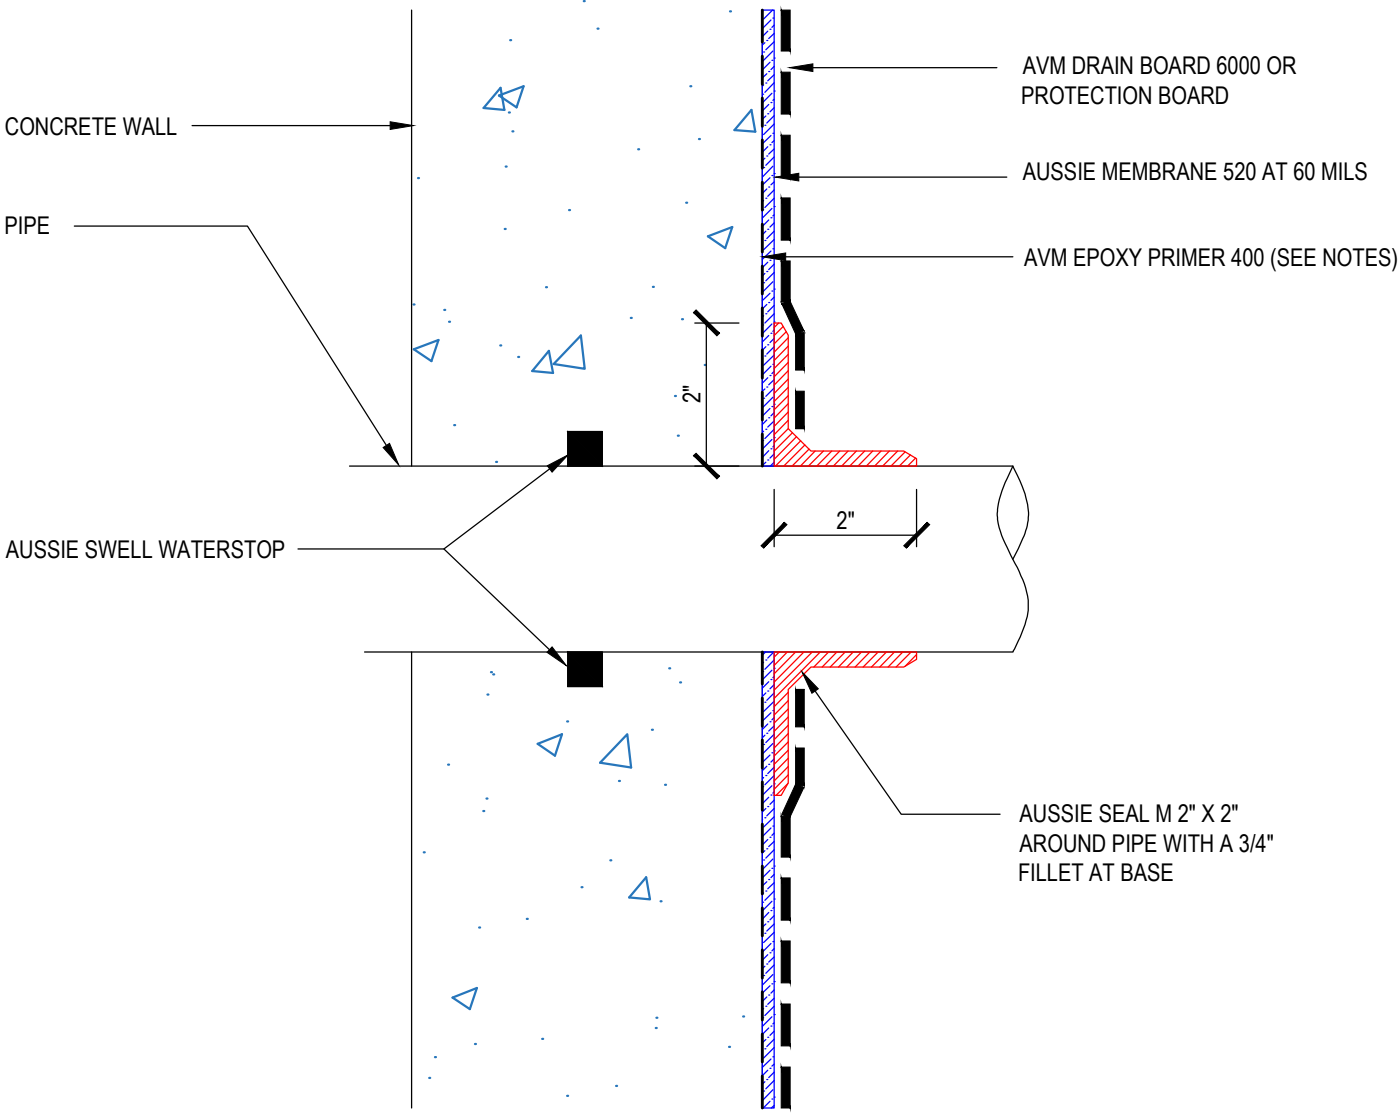 AVM DRAIN BOARD 6000 OR
PROTECTION BOARD
CONCRETE WALL
AUSSIE MEMBRANE 520 AT 60 MILS
PIPE
AVM EPOXY PRIMER 400 (SEE NOTES)
2"
2"
AUSSIE SWELL WATERSTOP
AUSSIE SEAL M 2" X 2"
AROUND PIPE WITH A 3/4"
FILLET AT BASE